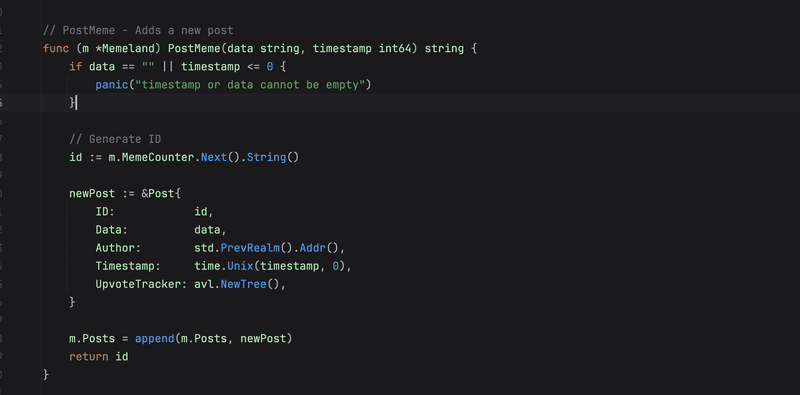 // PostMeme - Adds a new post
func (m *Memeland) PostMeme(data string, timestamp int64) string {
    if data == "" || timestamp <= 0 {
        panic("timestamp or data cannot be empty")
    }

    // Generate ID
    id := m.MemeCounter.Next().String()

    newPost := &Post{
        ID:            id,
        Data:          data,
        Author:        std.PrevRealm().Addr(),
        Timestamp:     time.Unix(timestamp, 0),
        UpvoteTracker: avl.NewTree(),
    }

    m.Posts = append(m.Posts, newPost)
    return id
}